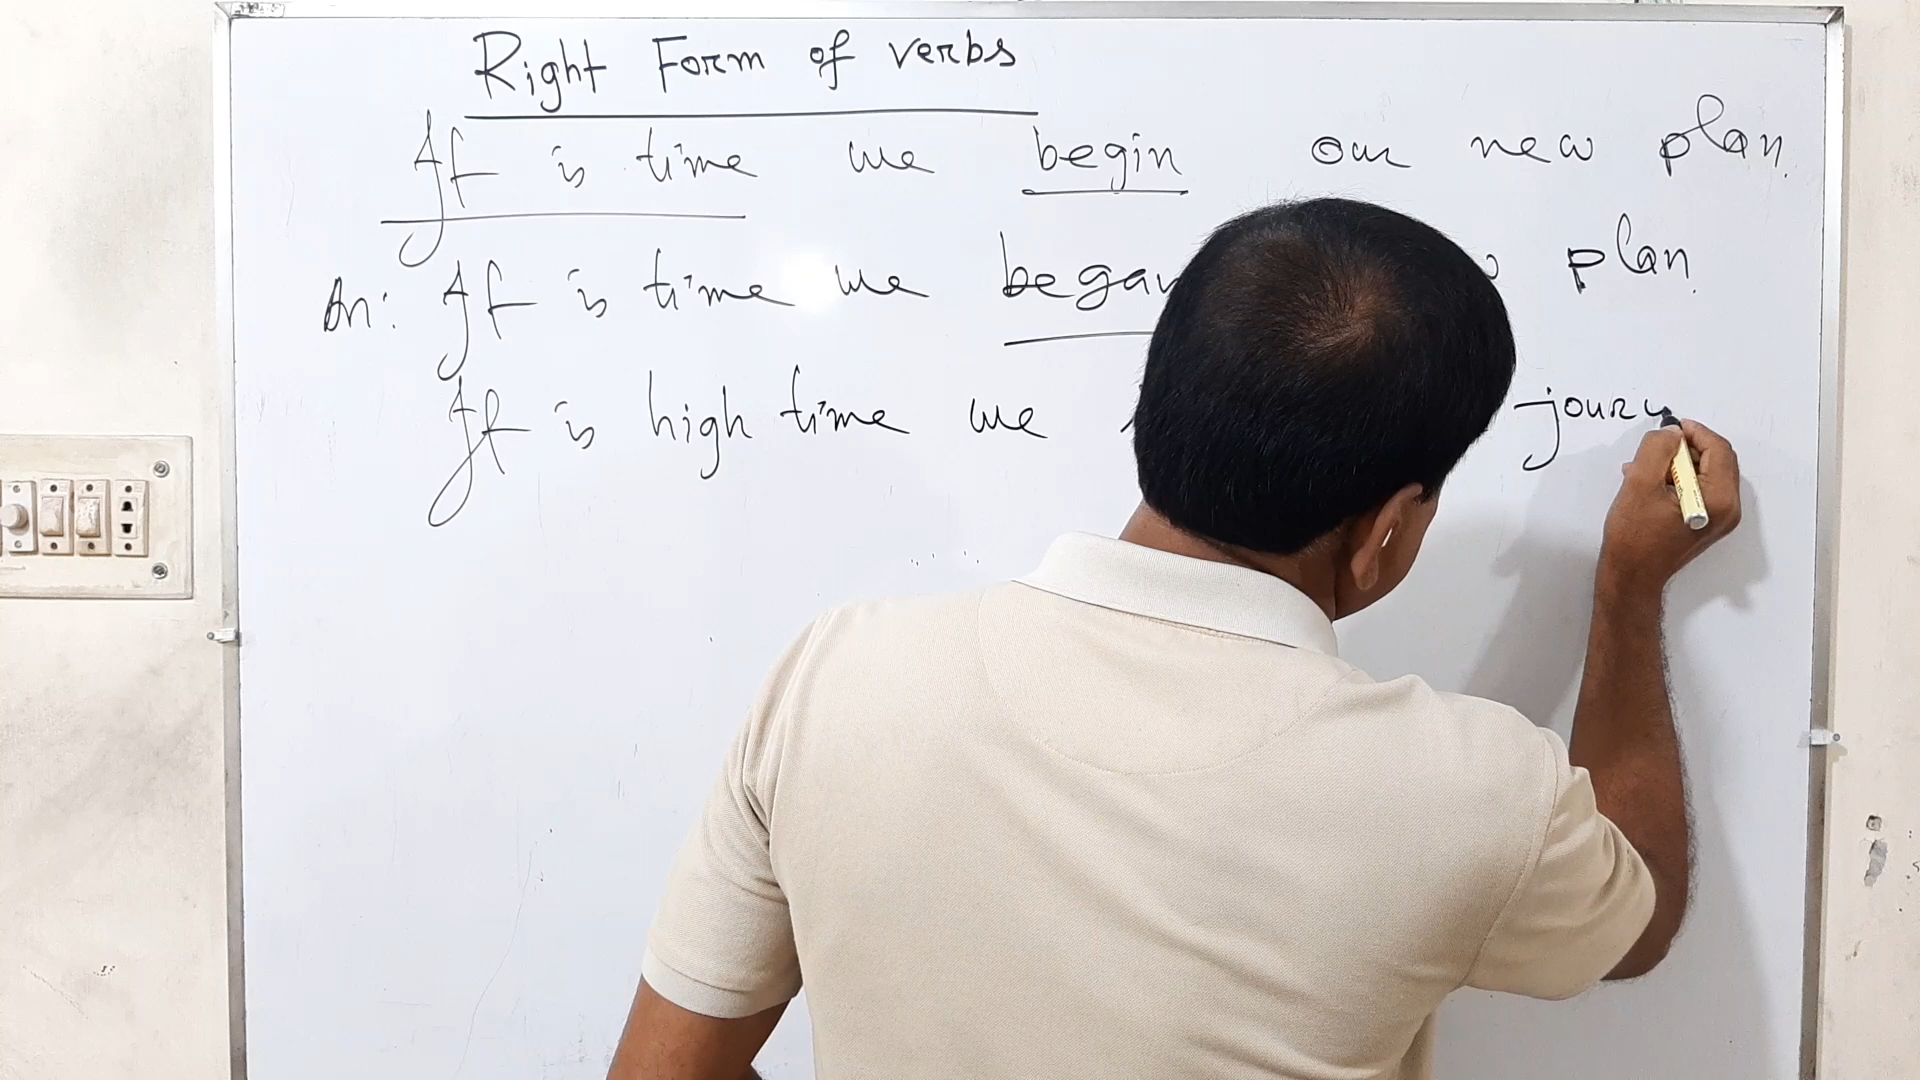 Right Form of verbs
It is time we begin our new plan.
An: It is time we began plan.
It is high time we